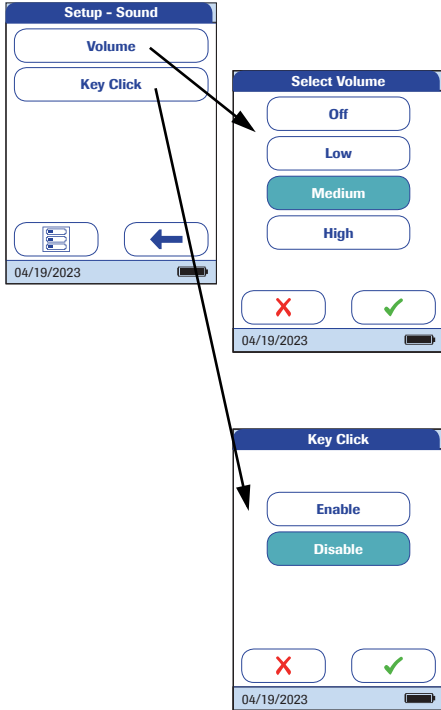 Setup - Sound
Volume
Key Click
04/19/2023
Select Volume
Off
Low
Medium
High
04/19/2023
Key Click
Enable
Disable
04/19/2023